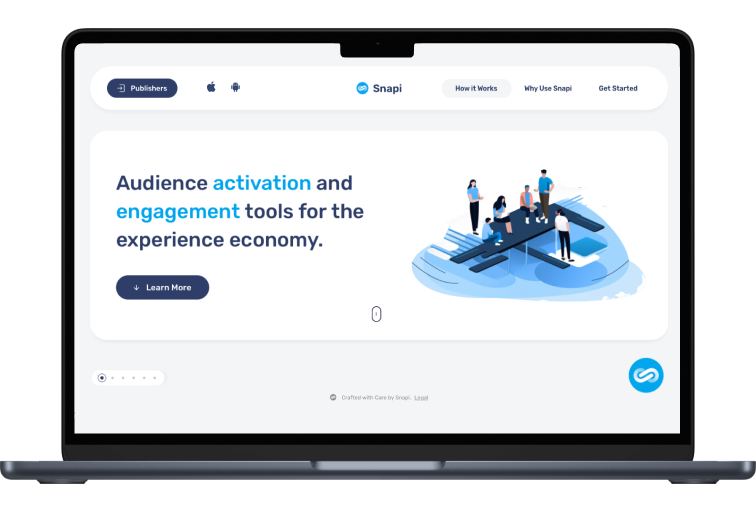 Publishers
Snapi
How it Works
Why Use Snapi
Get Started
Audience activation and
engagement tools for the
experience economy.
Learn More
Crafted with Care by Snapi. Legal